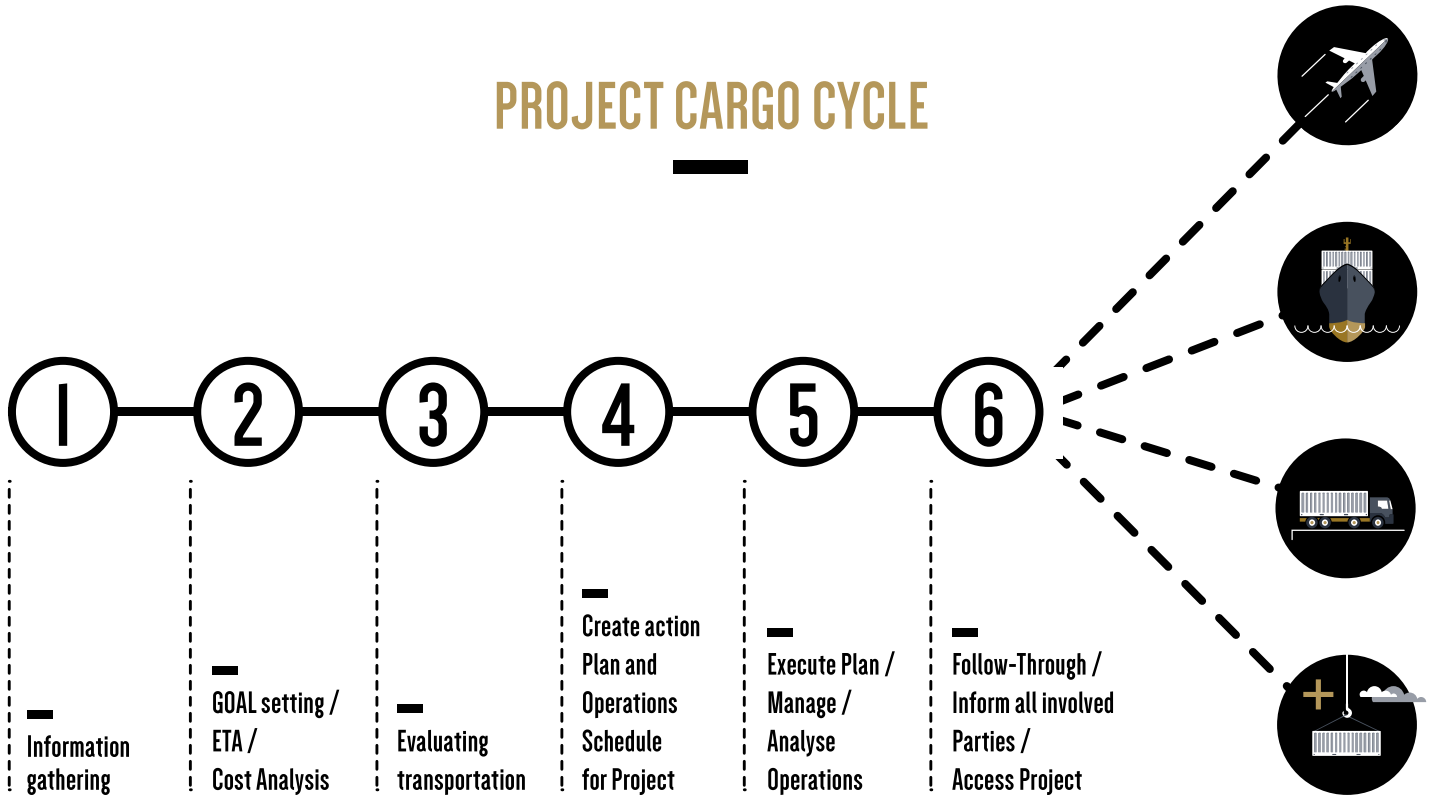 PROJECT CARGO CYCLE
1
2
3
4
5
6
Information
gathering
GOAL setting /
ETA /
Cost Analysis
Evaluating
transportation
Create action
Plan and
Operations
Schedule
for Project
Execute Plan /
Manage /
Analyse
Operations
Follow-Through /
Inform all involved
Parties /
Access Project